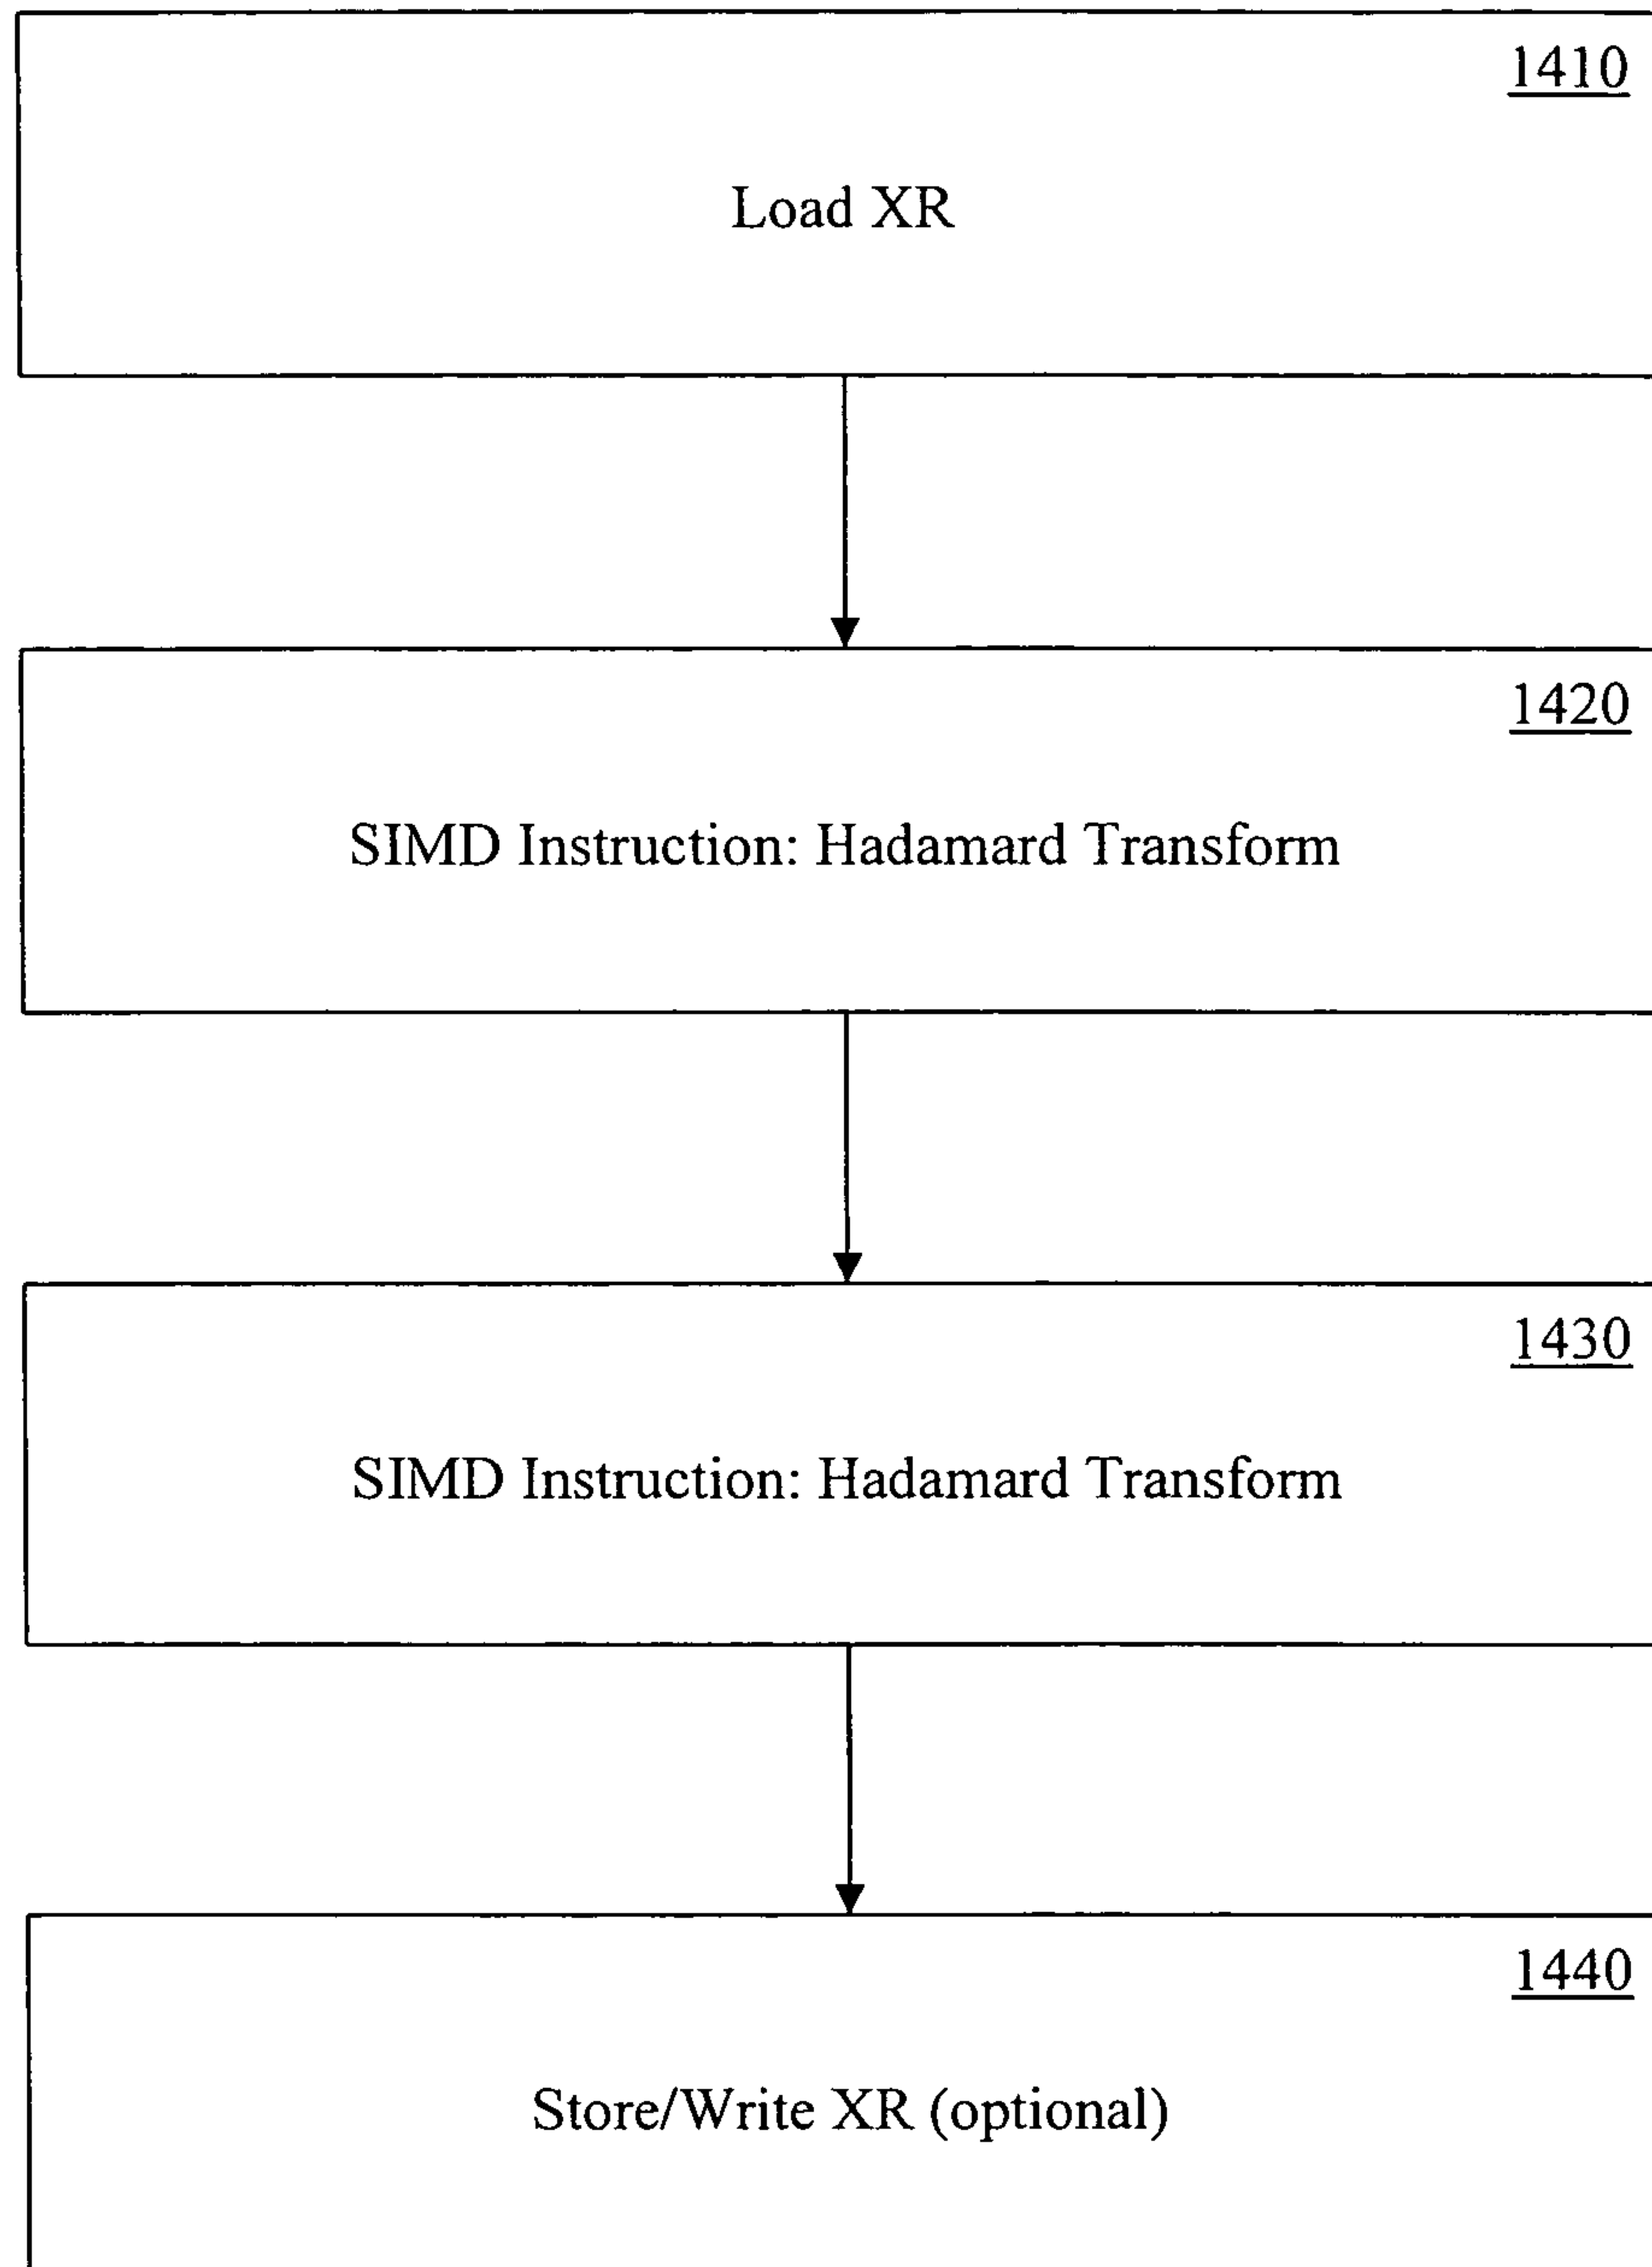 1410
Load XR
1420
SIMD Instruction: Hadamard Transform
1430
SIMD Instruction: Hadamard Transform
1440
Store/Write XR (optional)